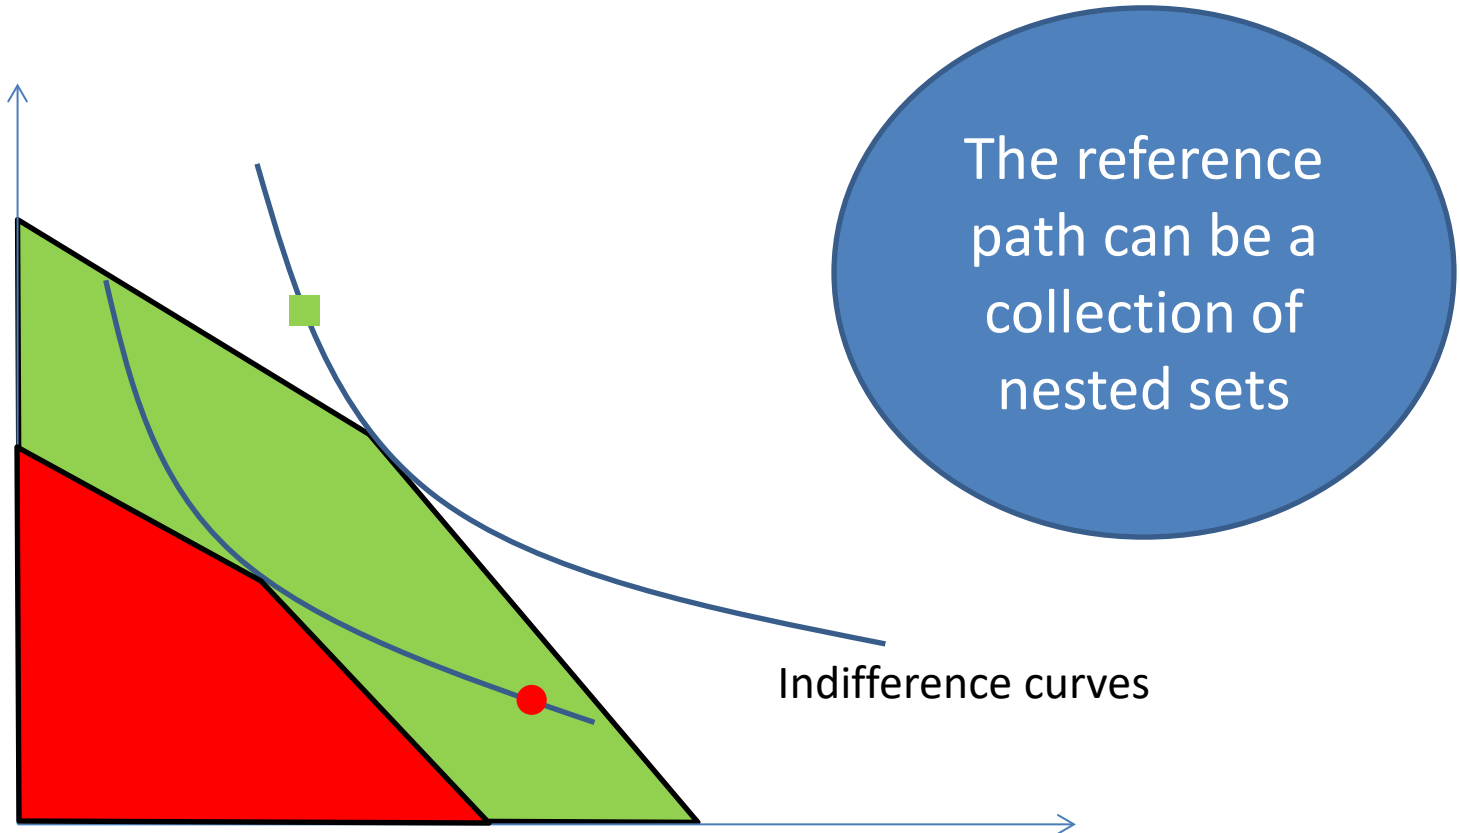 The reference
path can be a
collection of
nested sets
Indifference curves